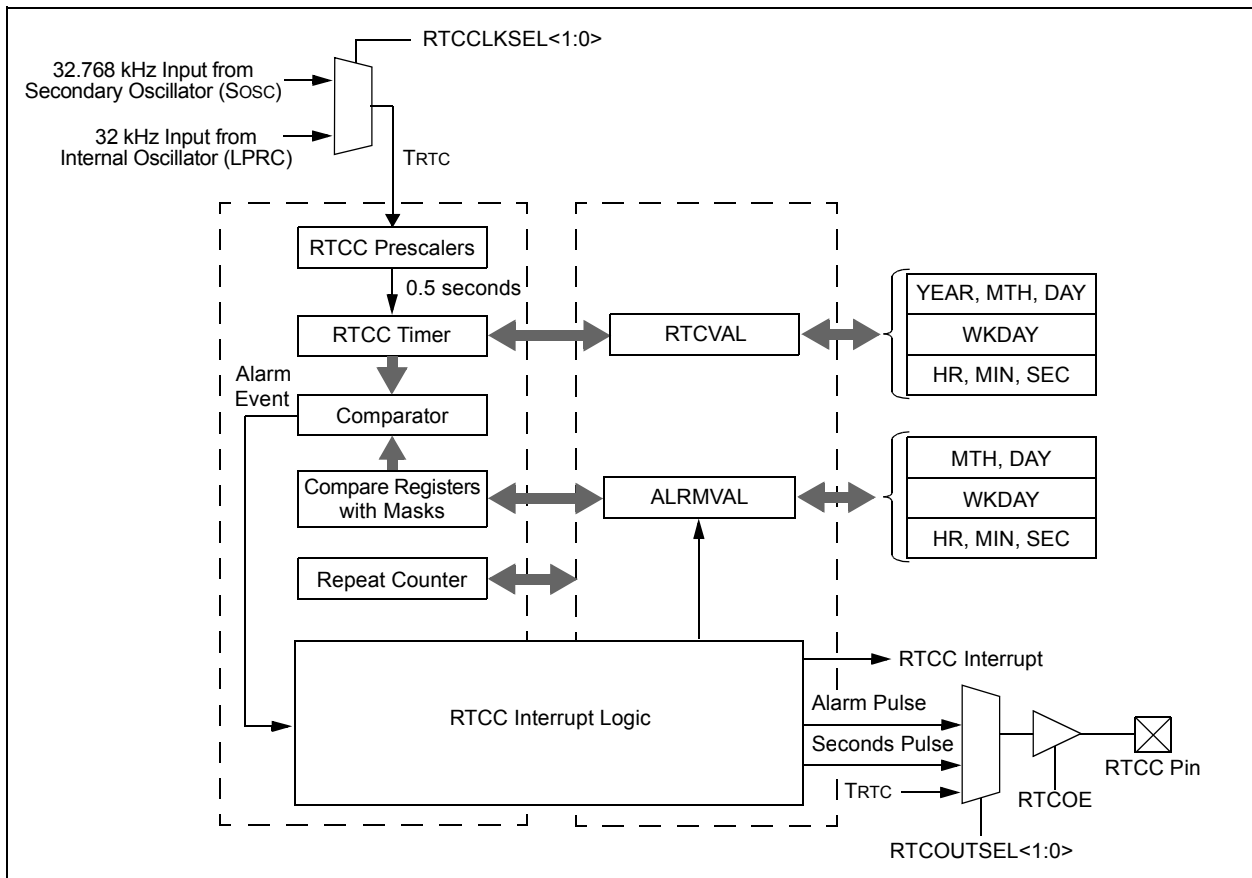 RTCCLKSEL<1:0>
32.768 kHz Input from
Secondary Oscillator (SOSC)
32 kHz Input from
Internal Oscillator (LPRC)
TRTC
RTCC Prescalers
0.5 seconds
RTCC Timer
RTCVAL
YEAR, MTH, DAY
WKDAY
HR, MIN, SEC
Alarm
Event
Comparator
Compare Registers
with Masks
ALRMVAL
MTH, DAY
WKDAY
HR, MIN, SEC
Repeat Counter
RTCC Interrupt Logic
RTCC Interrupt
Alarm Pulse
Seconds Pulse
TRTC
RTCOE
RTCC Pin
RTCOUTSEL<1:0>